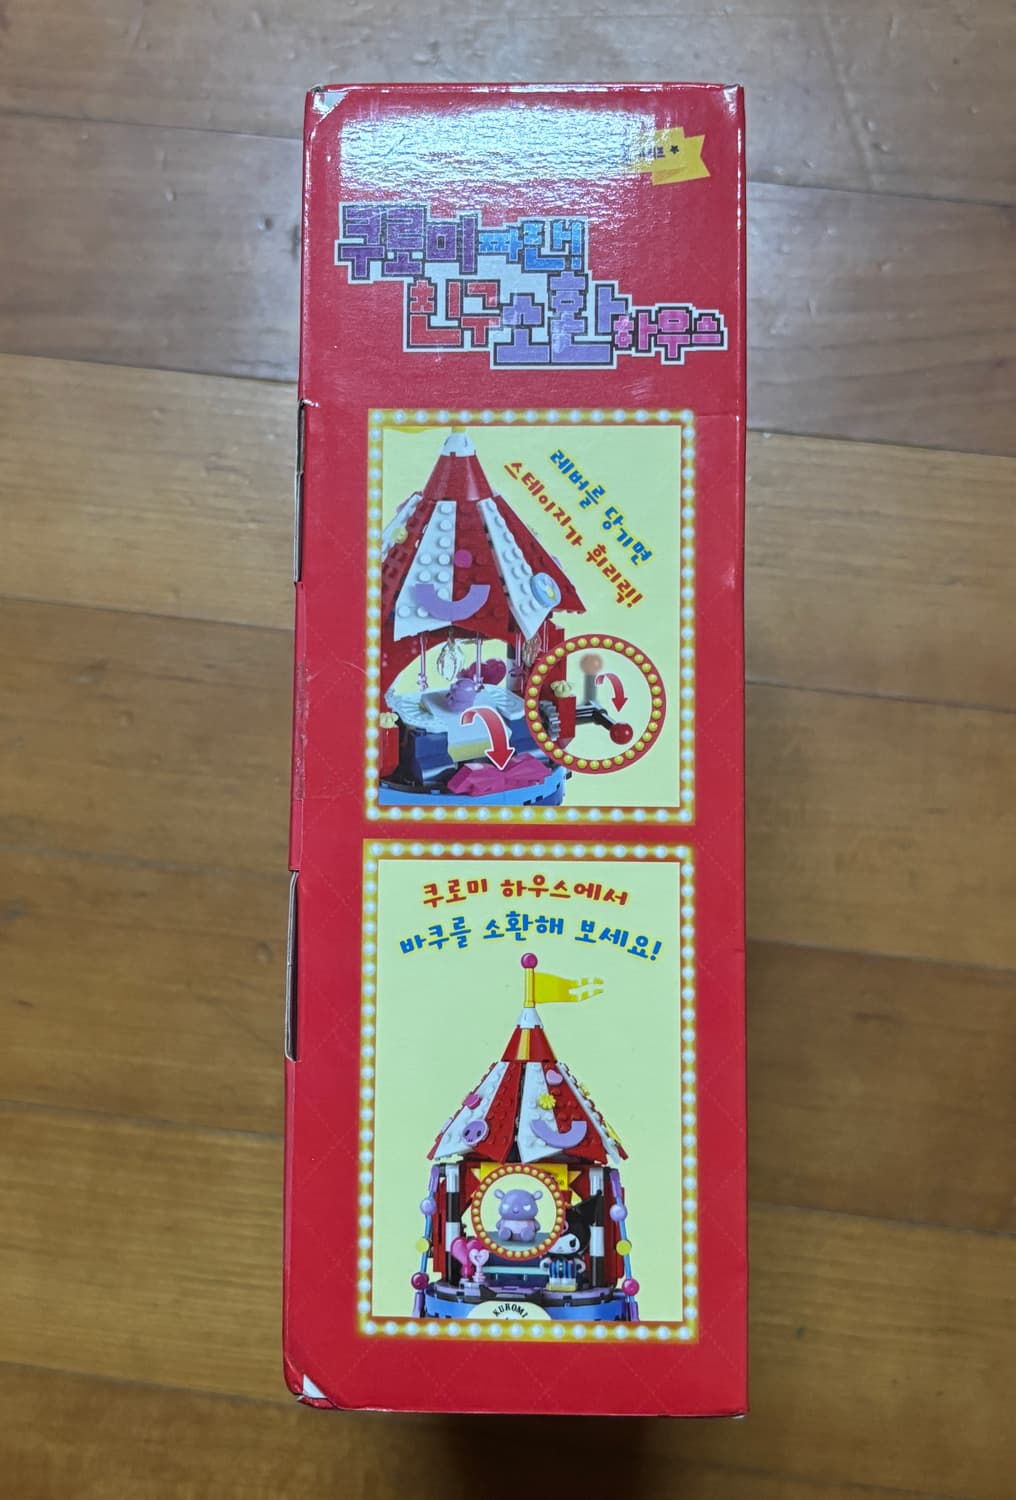 쿠로미 짜란!
친구 소환 하우스
레버를 당기면
스테이지가 휘리릭!
쿠로미 하우스에서
바쿠를 소환해 보세요!
KUROMI